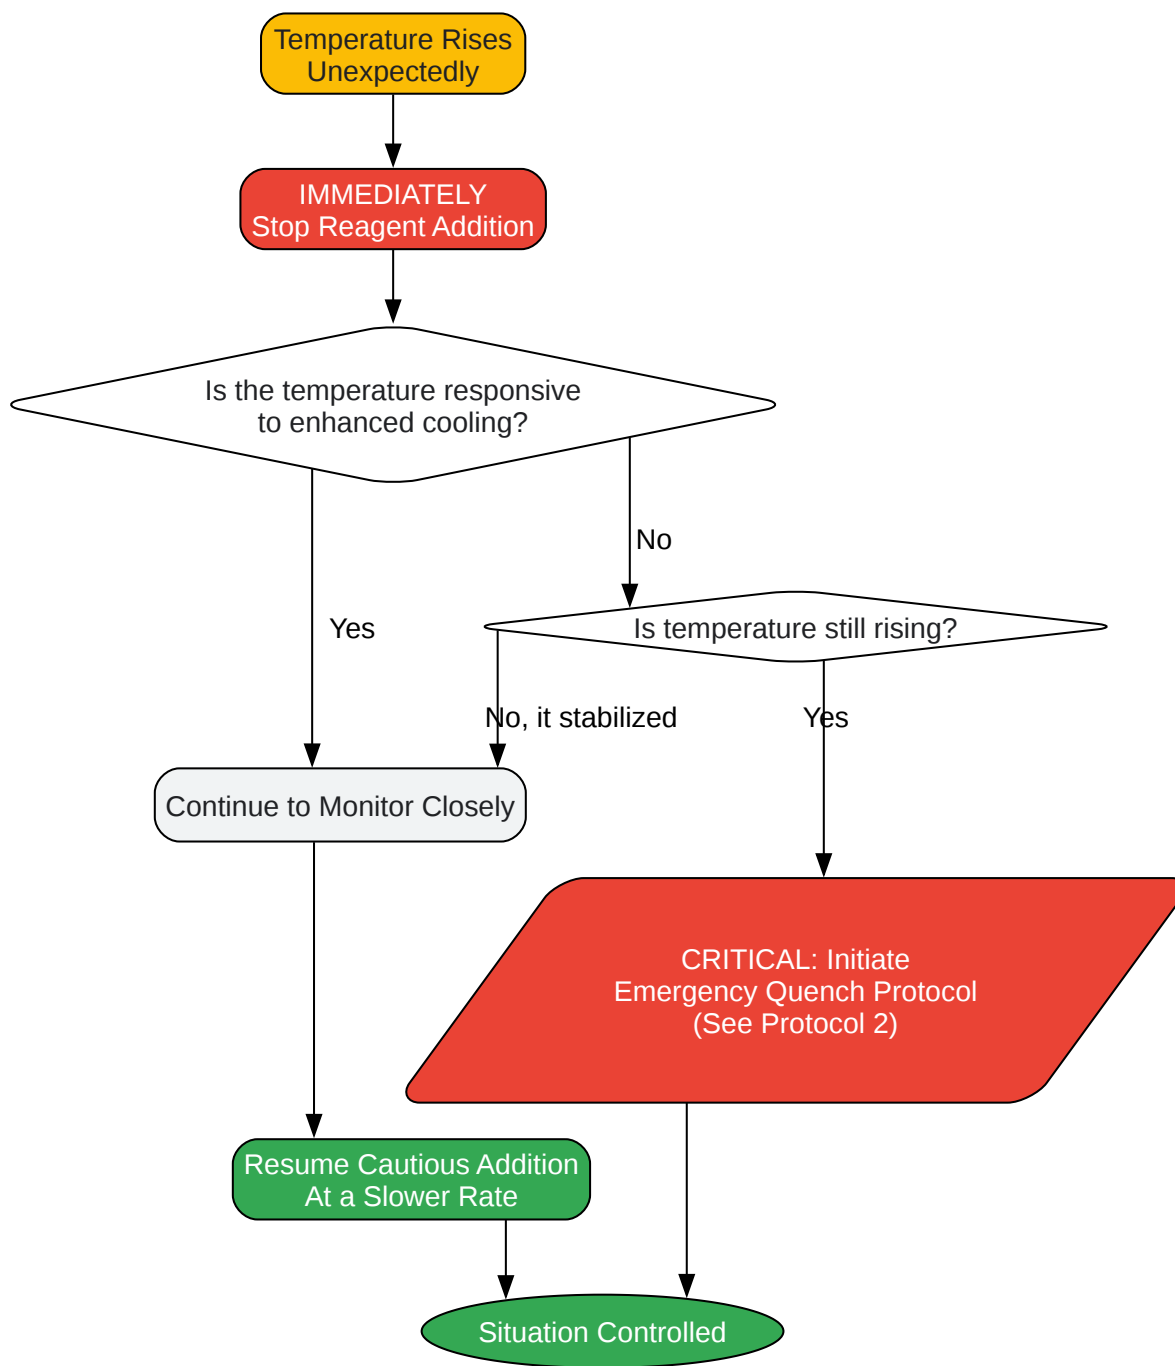 Temperature Rises
Unexpectedly
IMMEDIATELY
Stop Reagent Addition
Is the temperature responsive
to enhanced cooling?
No
Yes
Is temperature still rising?
No, it stabilized
Yes
Continue to Monitor Closely
CRITICAL: Initiate
Emergency Quench Protocol
(See Protocol 2)
Resume Cautious Addition
At a Slower Rate
Situation Controlled